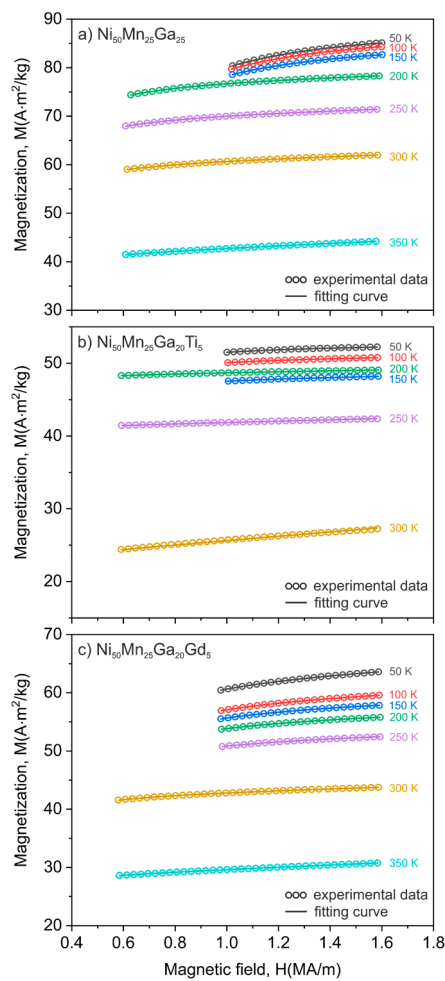 a) Ni₅₀Mn₂₅Ga₂₅
Magnetization, M(A·m²/kg)
90
80
70
60
50
40
30
50 K
100 K
150 K
200 K
250 K
300 K
350 K
experimental data
fitting curve
b) Ni₅₀Mn₂₅Ga₂₀Ti₅
Magnetization, M(A·m²/kg)
50
40
30
20
50 K
100 K
200 K
150 K
250 K
300 K
experimental data
fitting curve
c) Ni₅₀Mn₂₅Ga₂₀Gd₅
Magnetization, M(A·m²/kg)
70
60
50
40
30
20
50 K
100 K
150 K
200 K
250 K
300 K
350 K
experimental data
fitting curve
0.4 0.6 0.8 1.0 1.2 1.4 1.6 1.8
Magnetic field, H(MA/m)